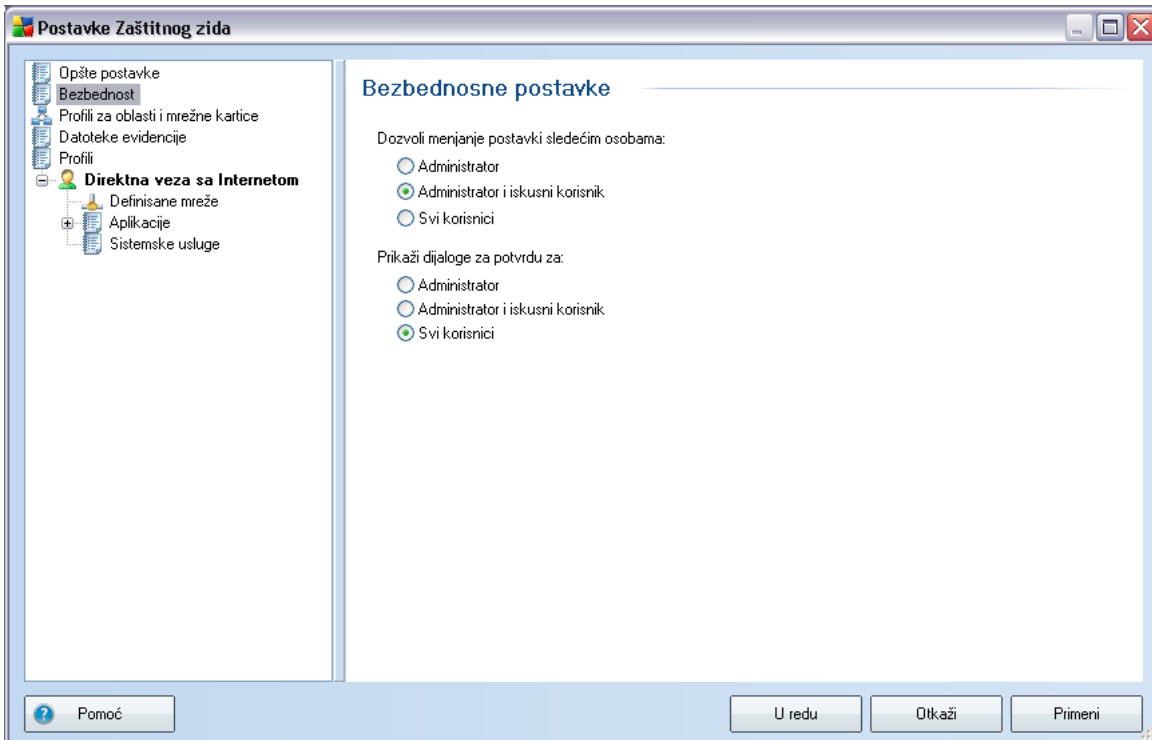 Postavke Zaštitnog zida
Opšte postavke
Bezbednost
Profili za oblasti i mrežne kartice
Datoteke evidencije
Profili
Direktna veza sa Internetom
Definisane mreže
Aplikacije
Sistemske usluge
Bezbednosne postavke
Dozvoli menjanje postavki sledećim osobama:
Administrator
Administrator i iskusni korisnik
Svi korisnici
Prikaži dijaloge za potvrdu za:
Administrator
Administrator i iskusni korisnik
Svi korisnici
Pomoć
U redu
Otkaži
Primeni